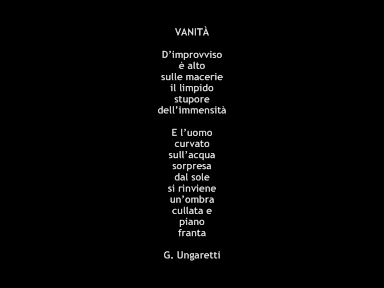 VANITÀ
D'improvviso
è alto
sulle macerie
il limpido
stupore
dell'immensità
E l'uomo
curvato
sull'acqua
sorpresa
dal sole
si rinviene
un'ombra
cullata e
piano
franta
G. Ungaretti